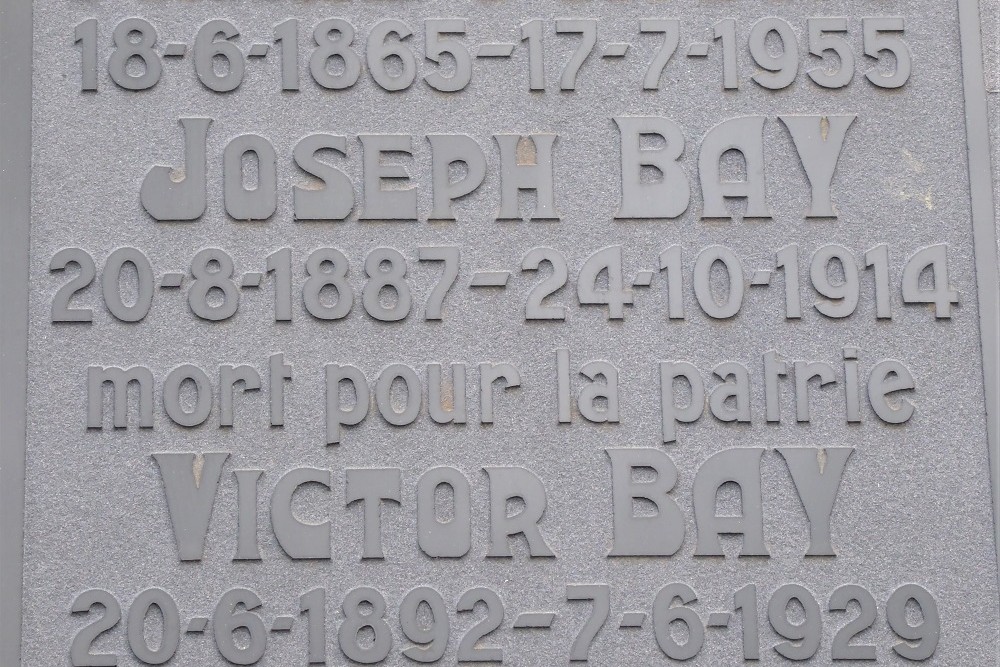 18-6-1865-17-7-1955
JOSEPH BAY
20-8-1887-24-10-1914
mort pour la patrie
VICTOR BAY
20-6-1892-7-6-1929